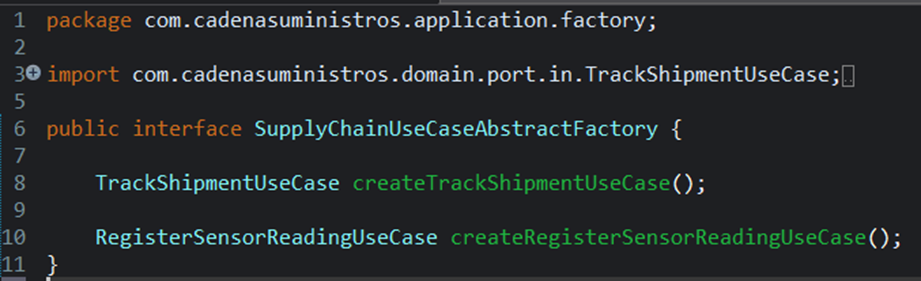 1 package com.cadenasuministros.application.factory;
2
3 import com.cadenasuministros.domain.port.in.TrackShipmentUseCase;
5
6 public interface SupplyChainUseCaseAbstractFactory {
7
8 TrackShipmentUseCase createTrackShipmentUseCase();
9
10 RegisterSensorReadingUseCase createRegisterSensorReadingUseCase();
11 }